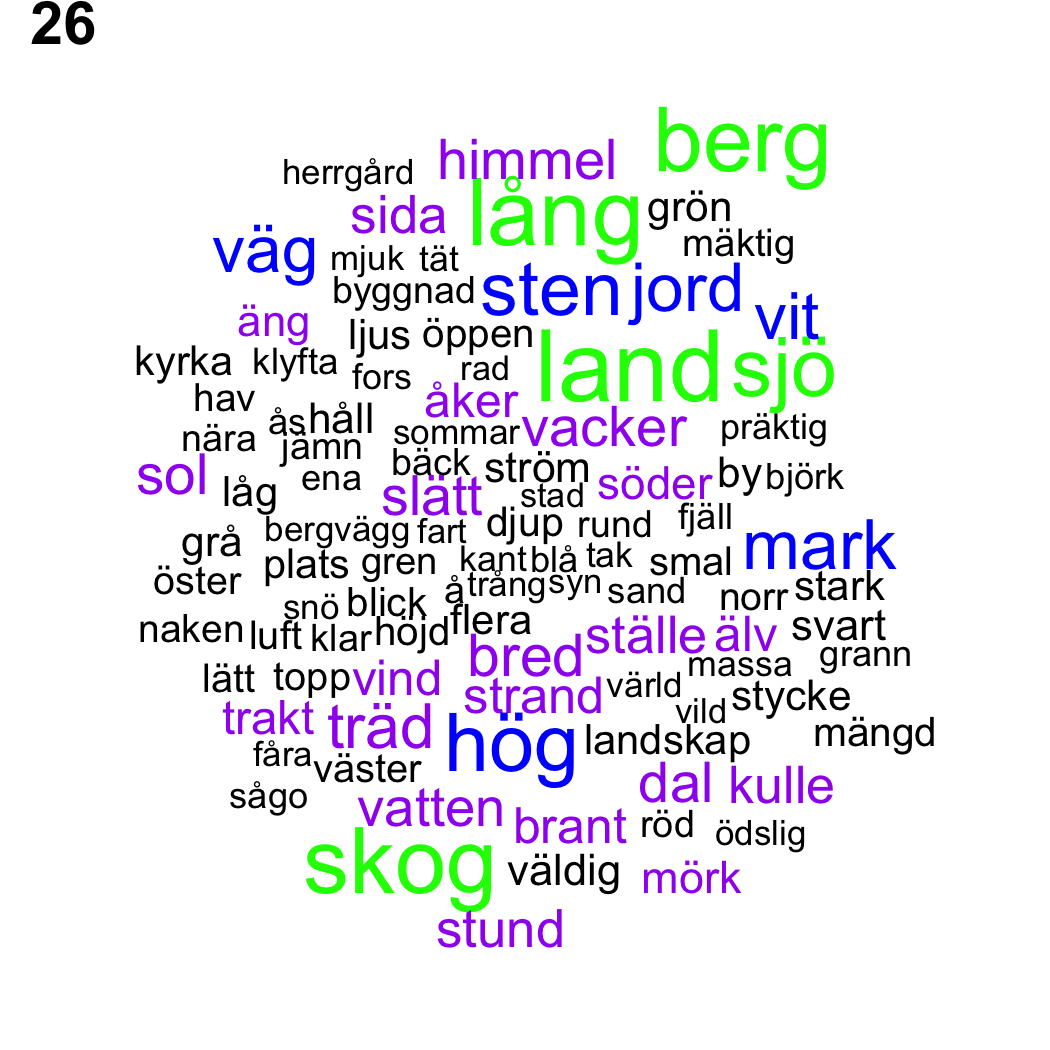 26
berg
himmel
herrgård
sida lång grön
väg mjuk tät mäktig
byggnad sten jord vit
äng ljus öppen
kyrka klyfta fors rad land sjö
hav åker
ås håll sommar vacker präktig
nära jämn
sol ena bäck ström söder by björk
låg slätt stad
grå bergvägg fart djup rund fjäll mark
öster plats gren kant blå tak smal
snö blick å trång syn sand norr stark
naken luft klar höjd flera ställe älv svart
lätt topp vind bred massa grann
strand värld vild stycke
trakt träd hög landskap mängd
fåra väster
sågo vatten dal kulle
brant röd ödslig
skog väldig mörk
stund